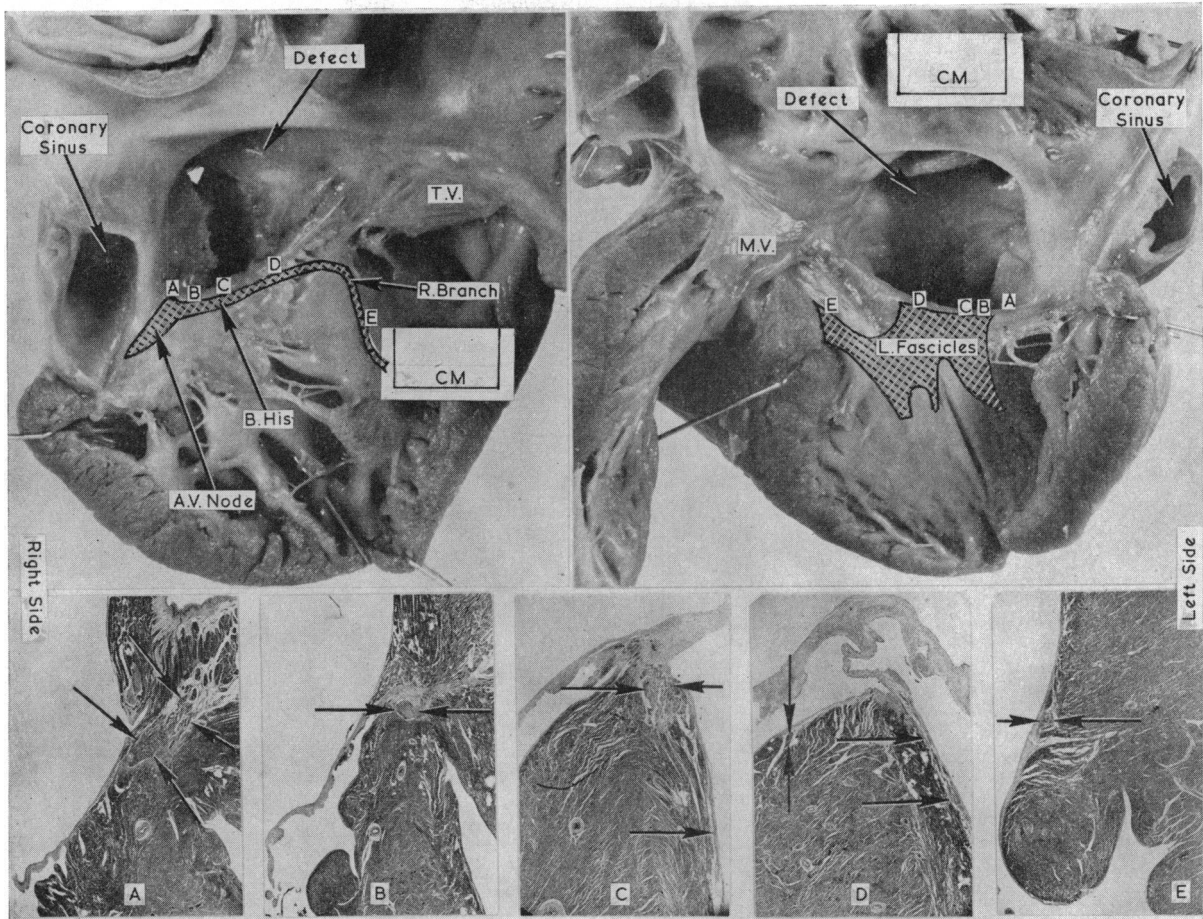 Defect
Coronary
Sinus
T.V.
A
B
C
D
R.Branch
E
CM
B.His
A.V. Node
Right Side
CM
Defect
Coronary
Sinus
M.V.
E
D
C
B
A
L.Fascicles
Left Side
A
B
C
D
E